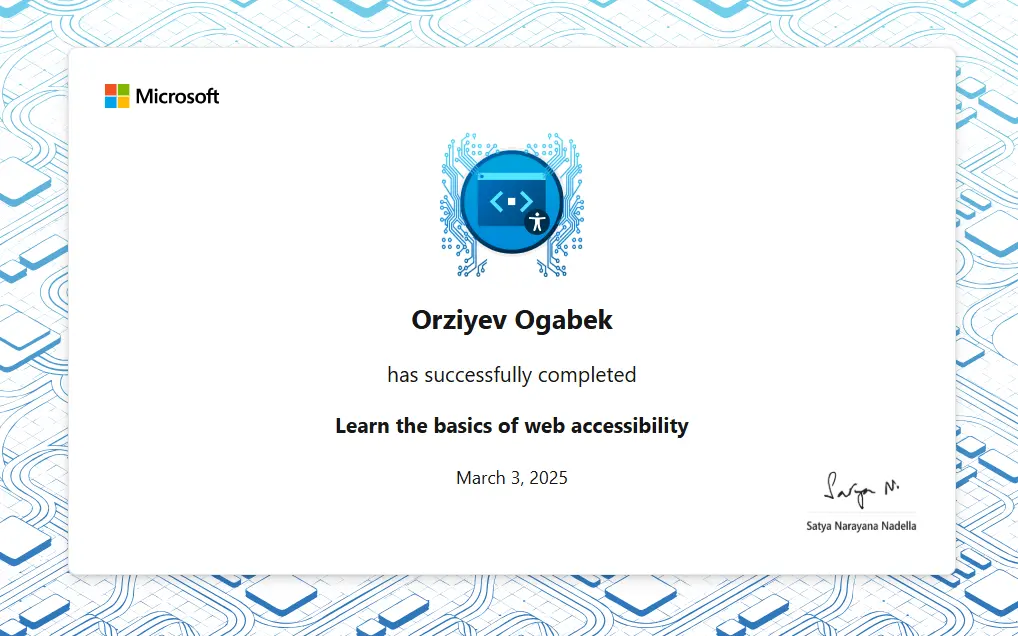 Microsoft
Orziyev Ogabek
has successfully completed
Learn the basics of web accessibility
March 3, 2025
Satya N.
Satya Narayana Nadella